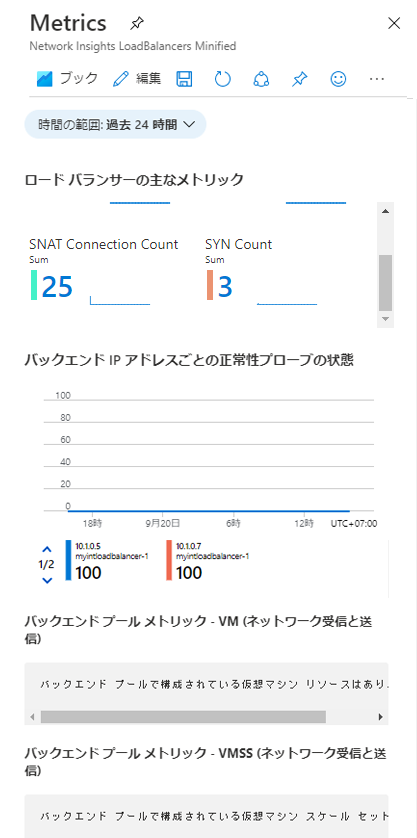 Metrics
Network Insights LoadBalancers Minified
ブック 編集 ...
時間の範囲: 過去 24 時間
ロード バランサーの主なメトリック
SNAT Connection Count SYN Count
Sum Sum
25 3
バックエンド IP アドレスごとの正常性プローブの状態
100
80
60
40
20
0
18時 9月20日 6時 12時 UTC+07:00
10.1.0.5 10.1.0.7
myintloadbalancer-1 myintloadbalancer-1
1/2
100 100
バックエンド プール メトリック - VM (ネットワーク受信と送
信)
バックエンド プールで構成されている仮想マシン リソースはあり
バックエンド プール メトリック - VMSS (ネットワーク受信と送
信)
バックエンド プールで構成されている仮想マシン スケール セット